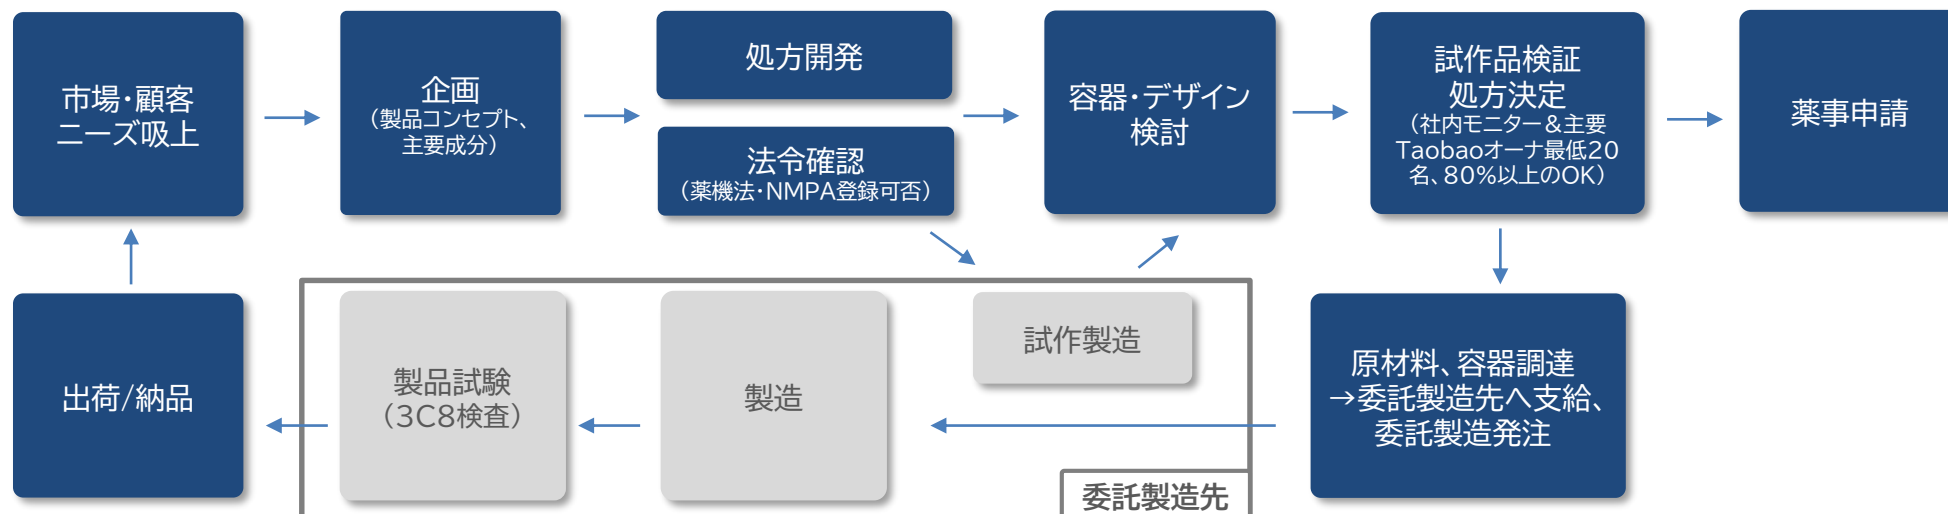 市場・顧客
ニーズ吸上
企画
（製品コンセプト、
主要成分）
処方開発
法令確認
（薬機法・NMPA登録可否）
容器・デザイン
検討
試作品検証
処方決定
（社内モニター＆主要
Taobaoオーナ最低20
名、80%以上のOK）
薬事申請
出荷/納品
製品試験
（3C8検査）
製造
試作製造
原材料、容器調達
→委託製造先へ支給、
委託製造発注
委託製造先